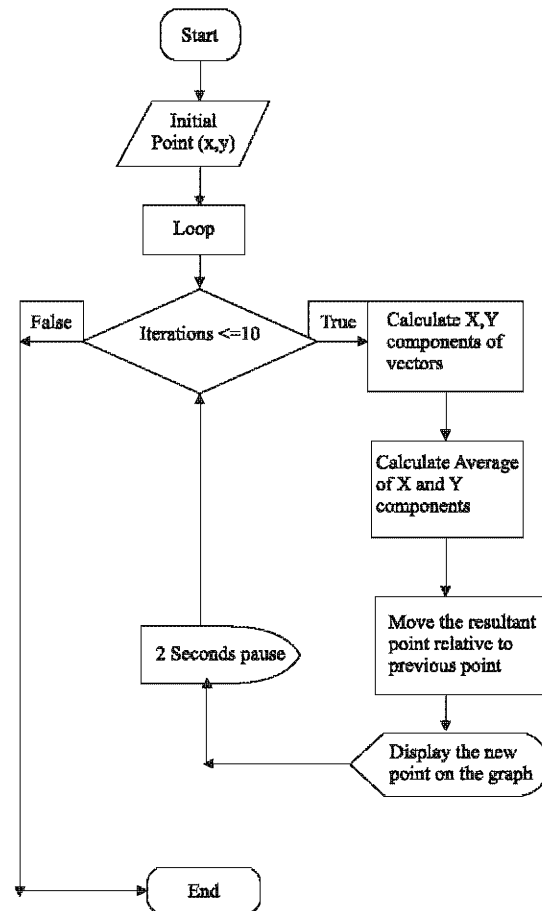 Start
Initial
Point (x,y)
Loop
False
Iterations <=10
True
Calculate X,Y
components of
vectors
Calculate Average
of X and Y
components
Move the resultant
point relative to
previous point
2 Seconds pause
Display the new
point on the graph
End